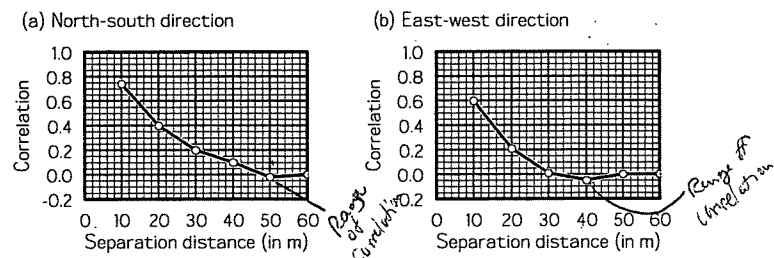 (a) North-south direction
1.0
0.8
0.6
0.4
0.2
0.0
-0.2
Correlation
0 10 20 30 40 50 60
Separation distance (in m)
Range
of
Correlation
(b) East-west direction
1.0
0.8
0.6
0.4
0.2
0.0
-0.2
Correlation
0 10 20 30 40 50 60
Separation distance (in m)
Range of